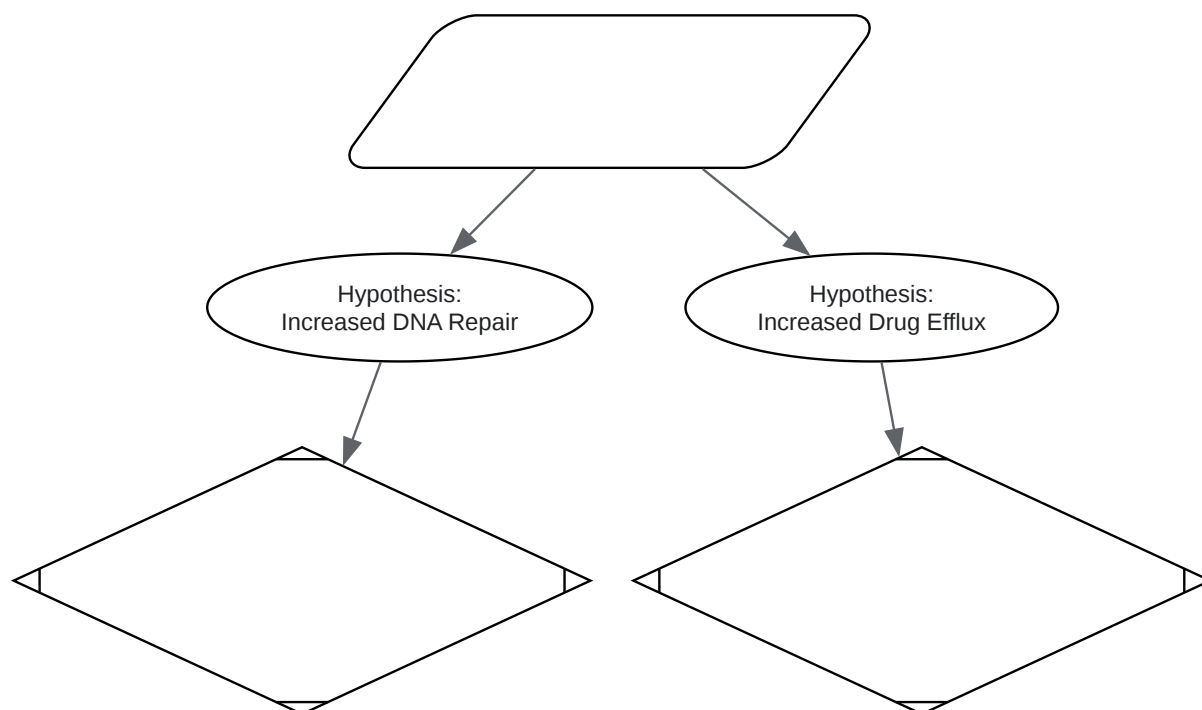 Hypothesis:
Increased DNA Repair
Hypothesis:
Increased Drug Efflux